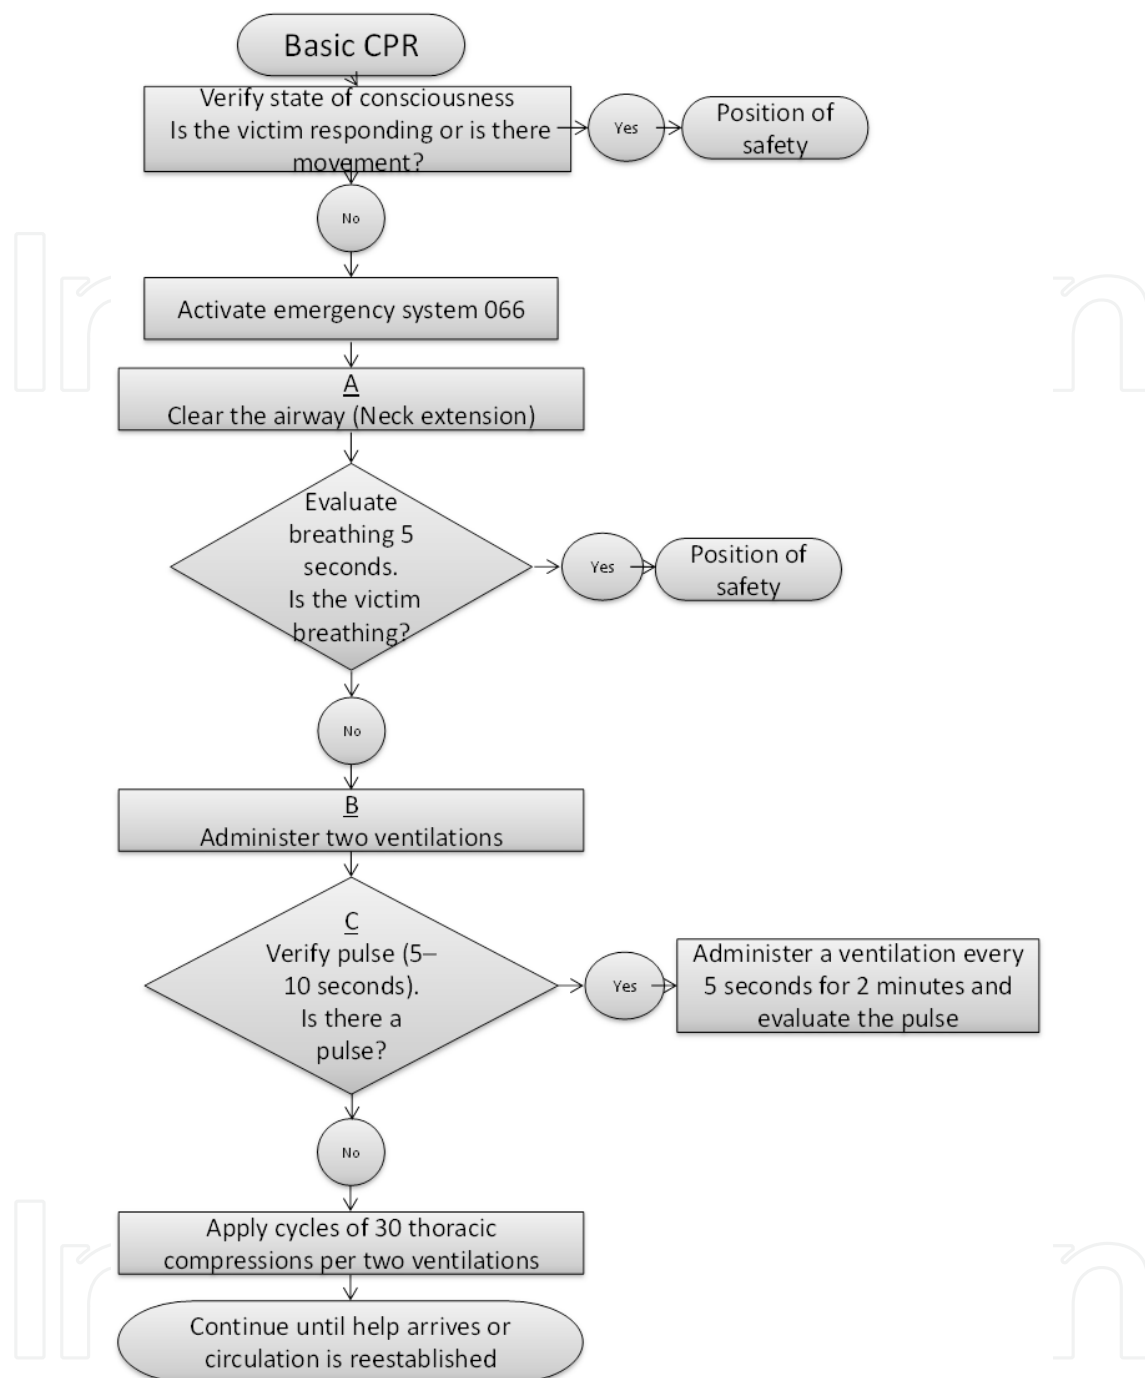 Basic CPR
Verify state of consciousness
Is the victim responding or is there
movement?
Yes
Position of
safety
No
Activate emergency system 066
A
Clear the airway (Neck extension)
Evaluate
breathing 5
seconds.
Is the victim
breathing?
Yes
Position of
safety
No
B
Administer two ventilations
C
Verify pulse (5–
10 seconds).
Is there a
pulse?
Yes
Administer a ventilation every
5 seconds for 2 minutes and
evaluate the pulse
No
Apply cycles of 30 thoracic
compressions per two ventilations
Continue until help arrives or
circulation is reestablished